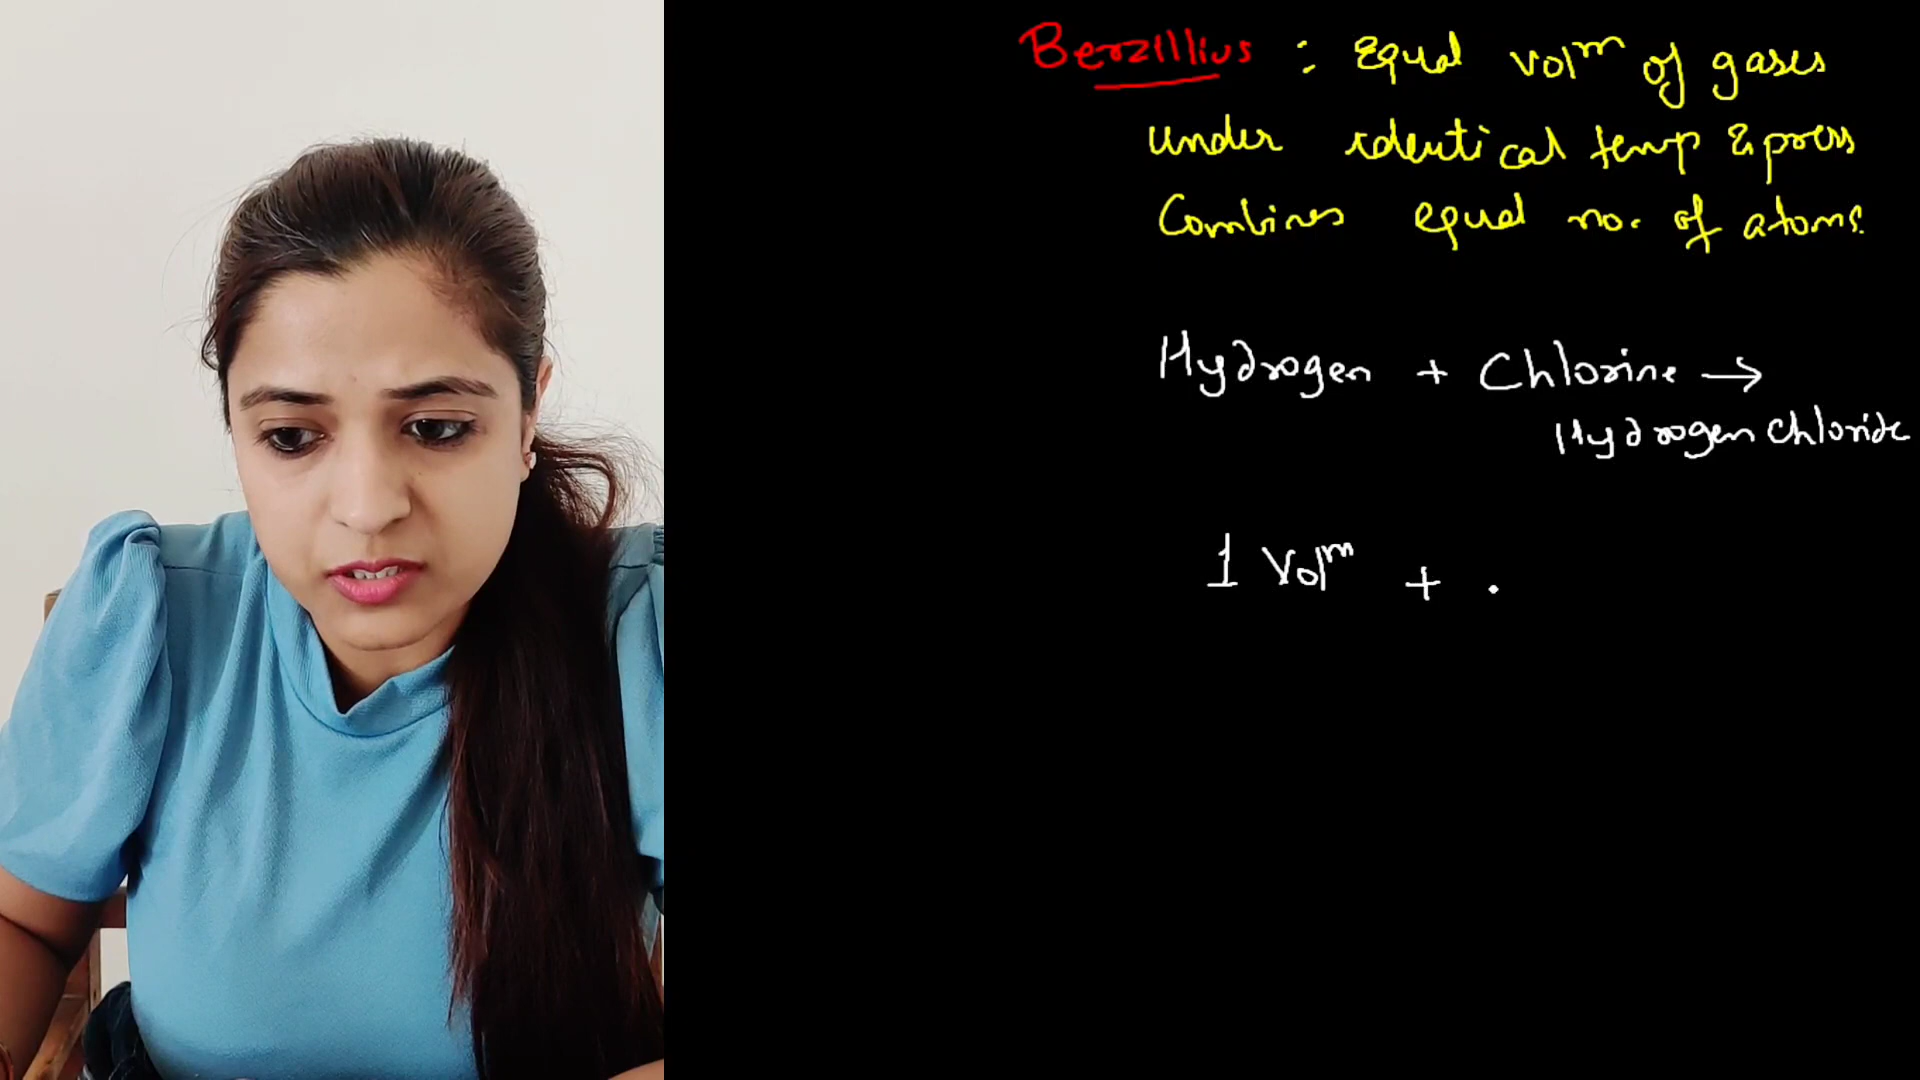 Berzillius : Equal volm of gases
under identical temp & press
Combines equal no. of atoms.
Hydrogen + Chlorine →
Hydrogen chloride
1 Volm + .